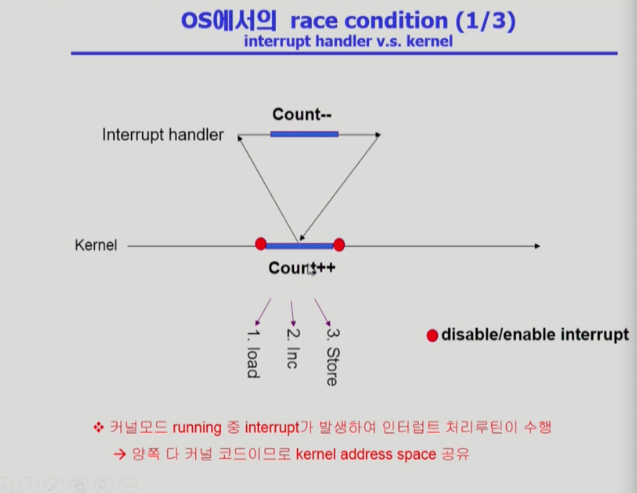 OS에서의 race condition (1/3)
interrupt handler v.s. kernel
Count--
Interrupt handler
Kernel
Count++
1. load
2. Inc
3. Store
disable/enable interrupt
❖ 커널모드 running 중 interrupt가 발생하여 인터럽트 처리루틴이 수행
→ 양쪽 다 커널 코드이므로 kernel address space 공유